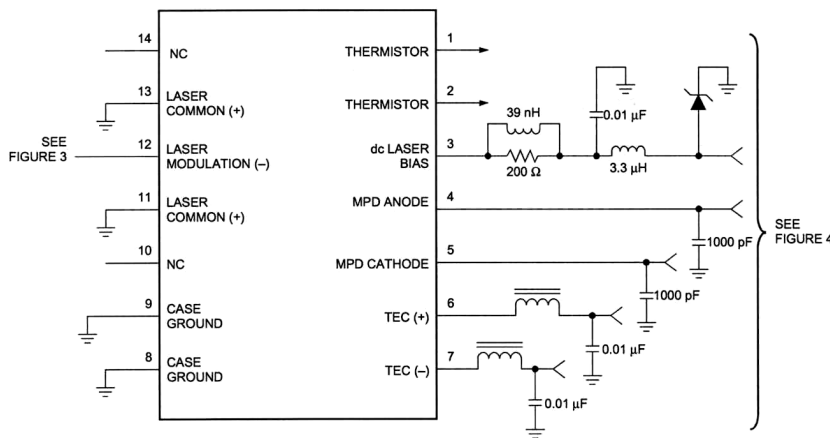 14
NC
13
LASER
COMMON (+)
SEE
FIGURE 3
12
LASER
MODULATION (–)
11
LASER
COMMON (+)
10
NC
9
CASE
GROUND
8
CASE
GROUND
1
THERMISTOR
2
THERMISTOR
3
dc LASER
BIAS
39 nH
200 Ω
0.01 μF
3.3 μH
4
MPD ANODE
1000 pF
5
MPD CATHODE
1000 pF
6
TEC (+)
0.01 μF
7
TEC (–)
0.01 μF
SEE
FIGURE 4